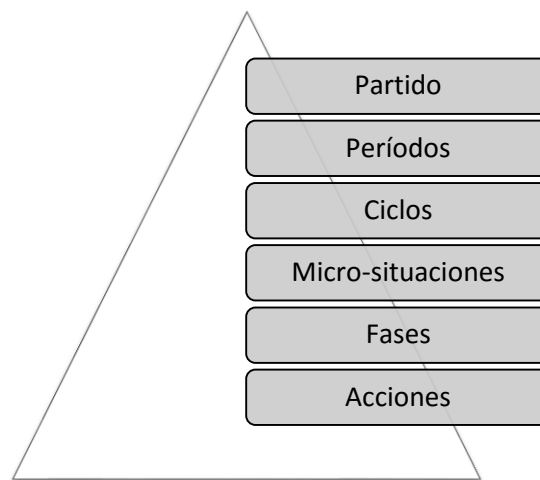 Partido
Períodos
Ciclos
Micro-situaciones
Fases
Acciones